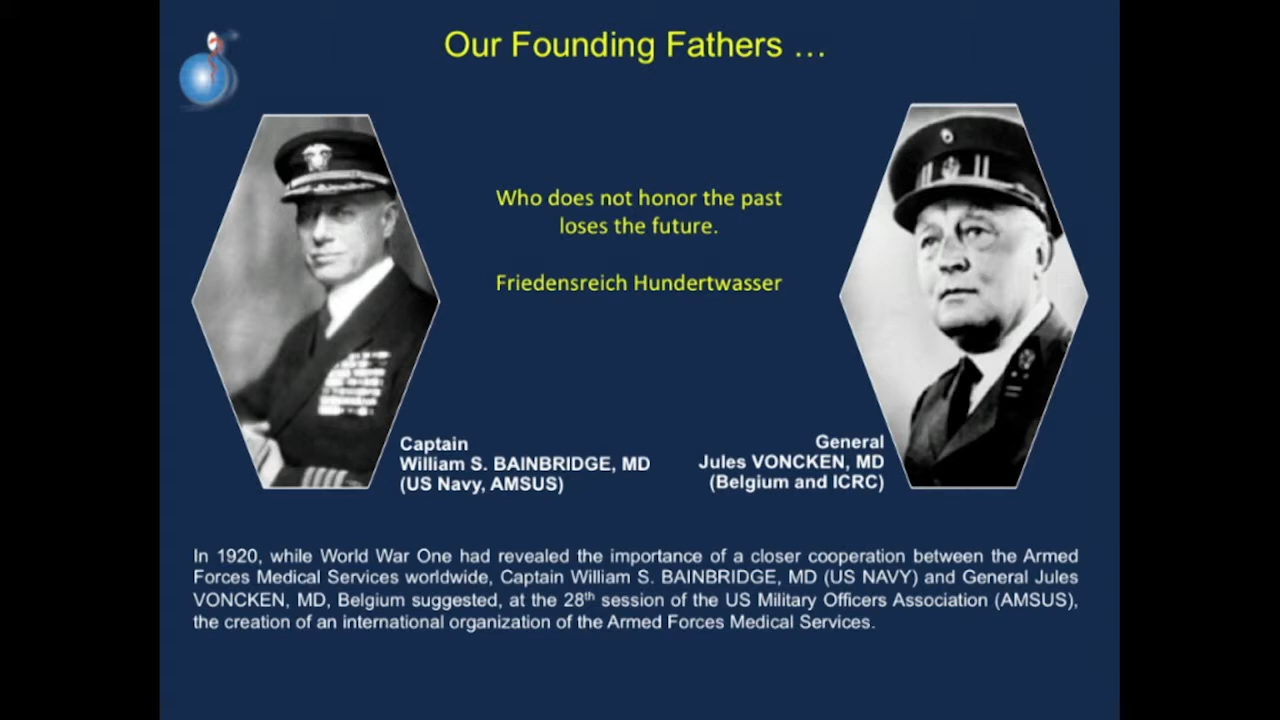 Our Founding Fathers …
Who does not honor the past
loses the future.
Friedensreich Hundertwasser
Captain
William S. BAINBRIDGE, MD
(US Navy, AMSUS)
General
Jules VONCKEN, MD
(Belgium and ICRC)
In 1920, while World War One had revealed the importance of a closer cooperation between the Armed
Forces Medical Services worldwide, Captain William S. BAINBRIDGE, MD (US NAVY) and General Jules
VONCKEN, MD, Belgium suggested, at the 28th session of the US Military Officers Association (AMSUS),
the creation of an international organization of the Armed Forces Medical Services.